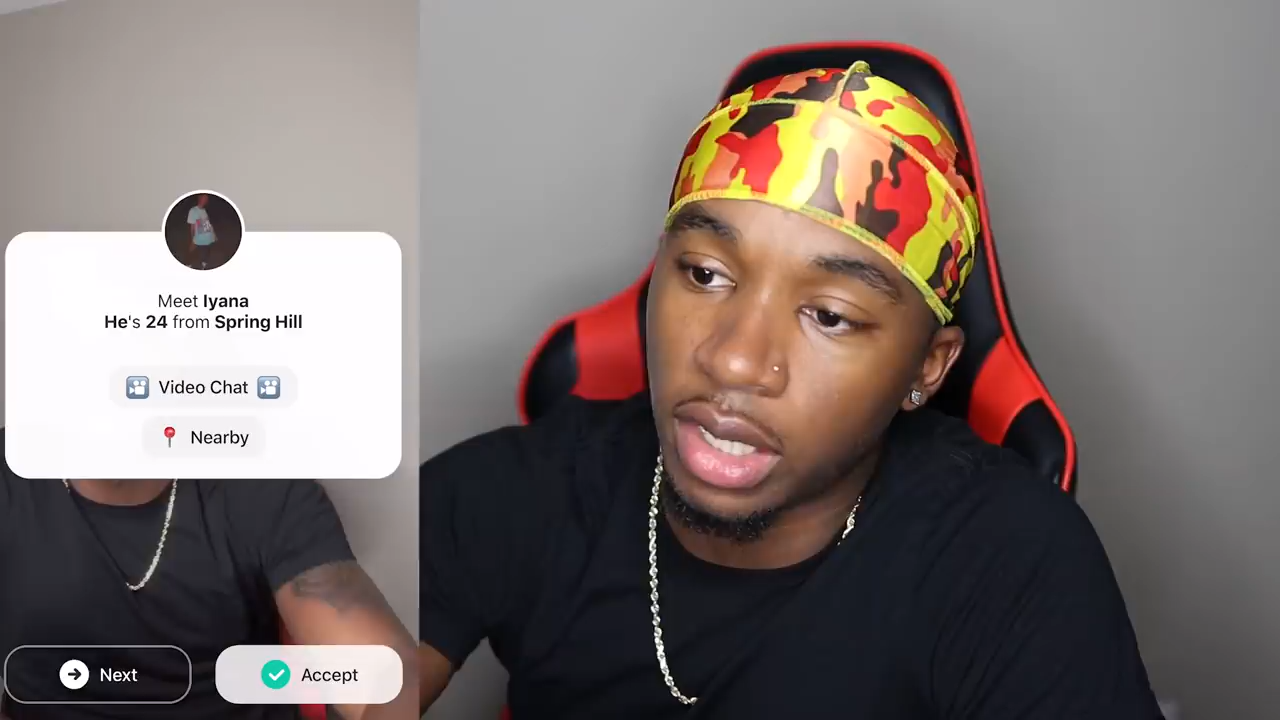 Meet Iyana
He's 24 from Spring Hill
Video Chat
Nearby
Next
Accept